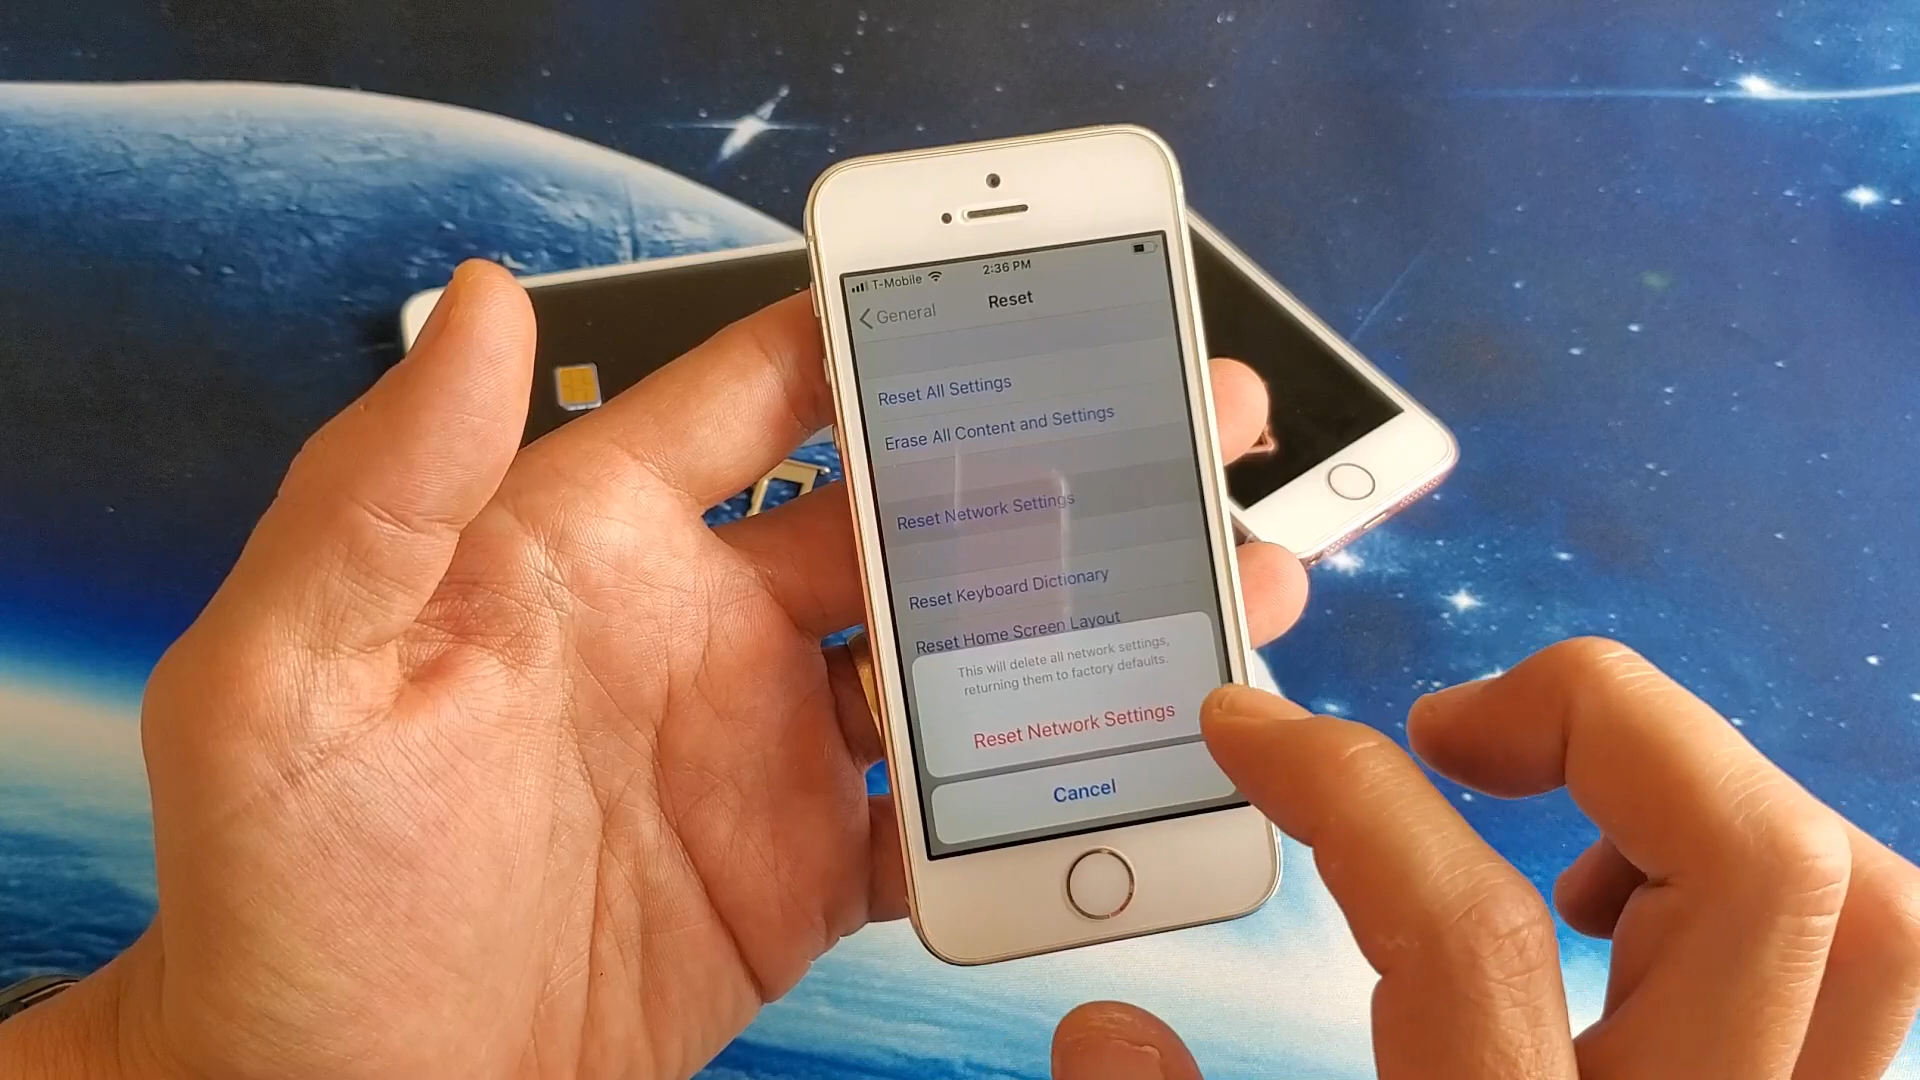 T-Mobile
2:36 PM
General
Reset
Reset All Settings
Erase All Content and Settings
Reset Network Settings
Reset Keyboard Dictionary
Reset Home Screen Layout
This will delete all network settings,
returning them to factory defaults.
Reset Network Settings
Cancel